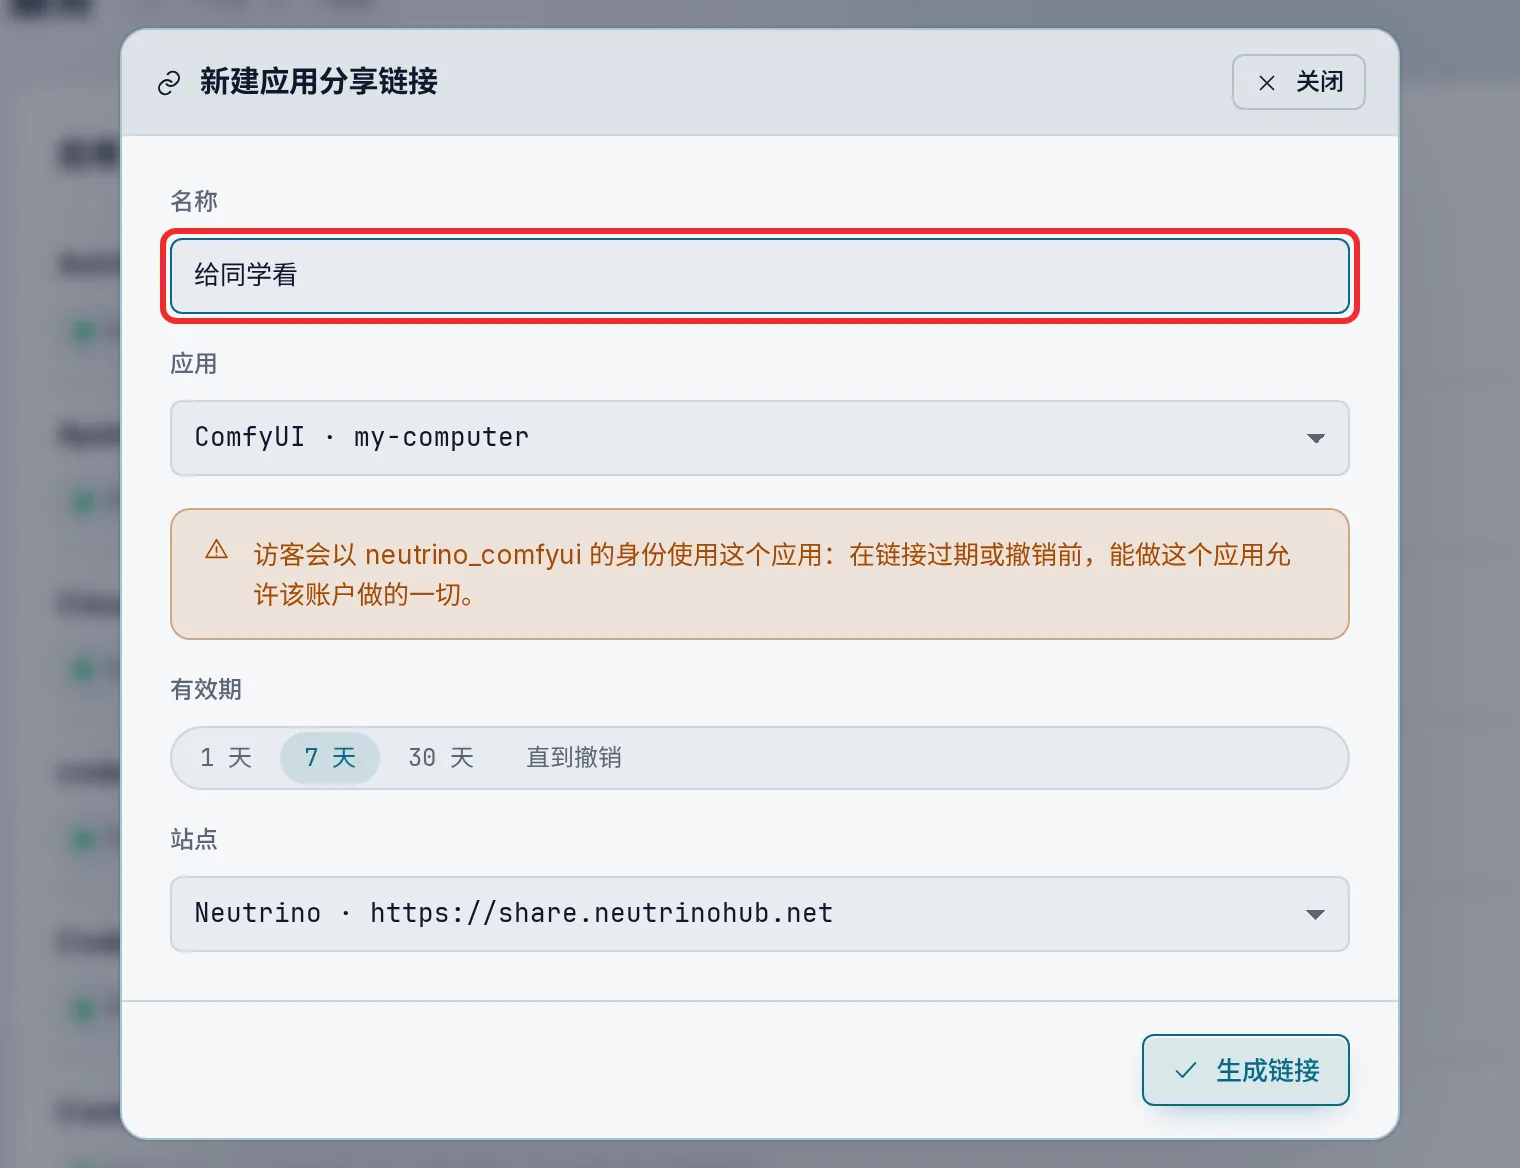 新建应用分享链接
关闭
名称
给同学看
应用
ComfyUI · my-computer
访客会以 neutrino_comfyui 的身份使用这个应用：在链接过期或撤销前，能做这个应用允
许该账户做的一切。
有效期
1 天 7 天 30 天 直到撤销
站点
Neutrino · https://share.neutrinohub.net
生成链接